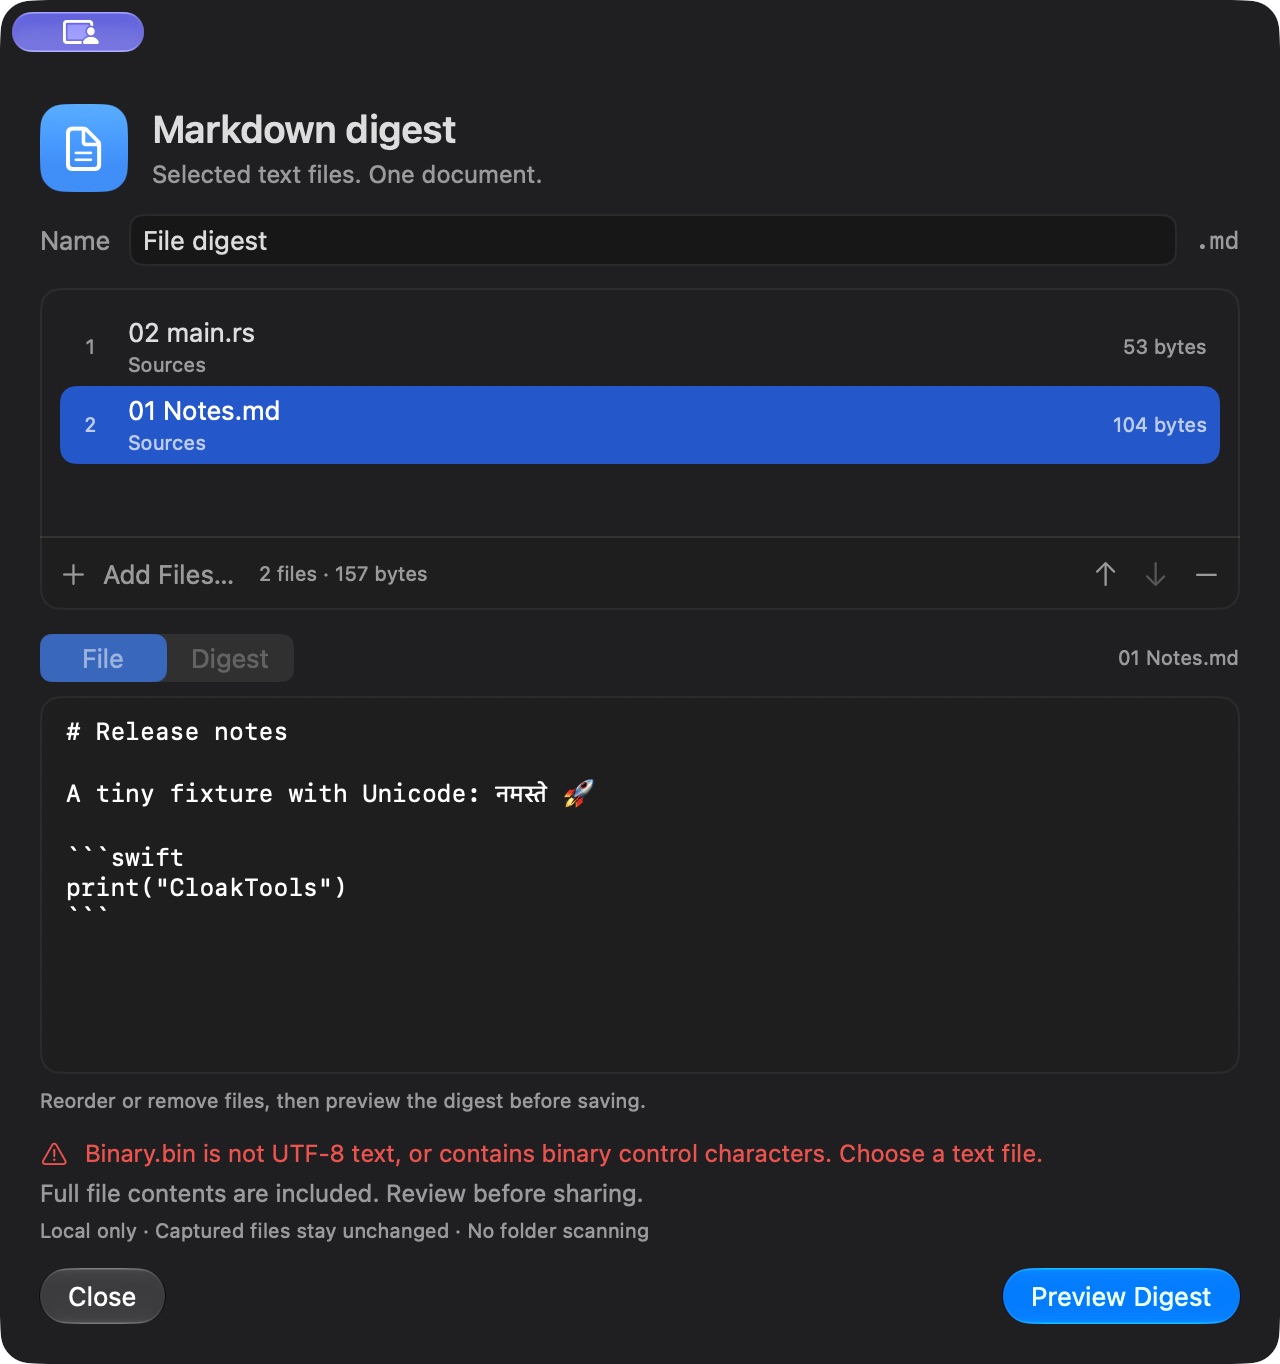 Markdown digest
Selected text files. One document.
Name File digest .md
1 02 main.rs 53 bytes
Sources
2 01 Notes.md 104 bytes
Sources
+ Add Files... 2 files · 157 bytes
File Digest 01 Notes.md
# Release notes
A tiny fixture with Unicode: नमस्ते 🚀
```swift
print("CloakTools")
```
Reorder or remove files, then preview the digest before saving.
Binary.bin is not UTF-8 text, or contains binary control characters. Choose a text file.
Full file contents are included. Review before sharing.
Local only · Captured files stay unchanged · No folder scanning
Close Preview Digest